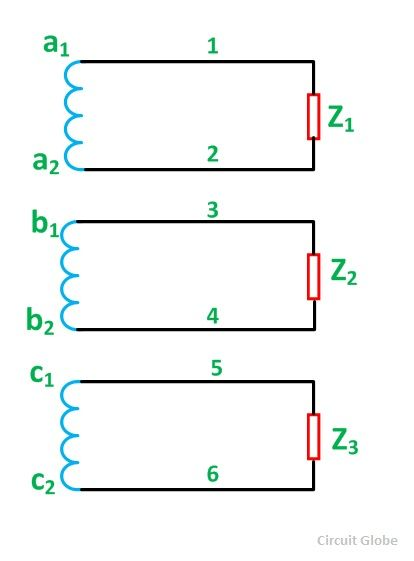 a₁ 1
Z₁
a₂ 2
b₁ 3
Z₂
b₂ 4
c₁ 5
Z₃
c₂ 6
Circuit Globe